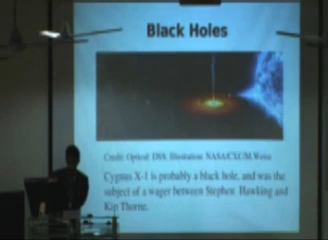 Black Holes
Credit: Optical: DSS: Illustration: NASA/CXC/M.Weiss
Cygnus X-1 is probably a black hole, and was the
subject of a wager between Stephen Hawking and
Kip Thorne.